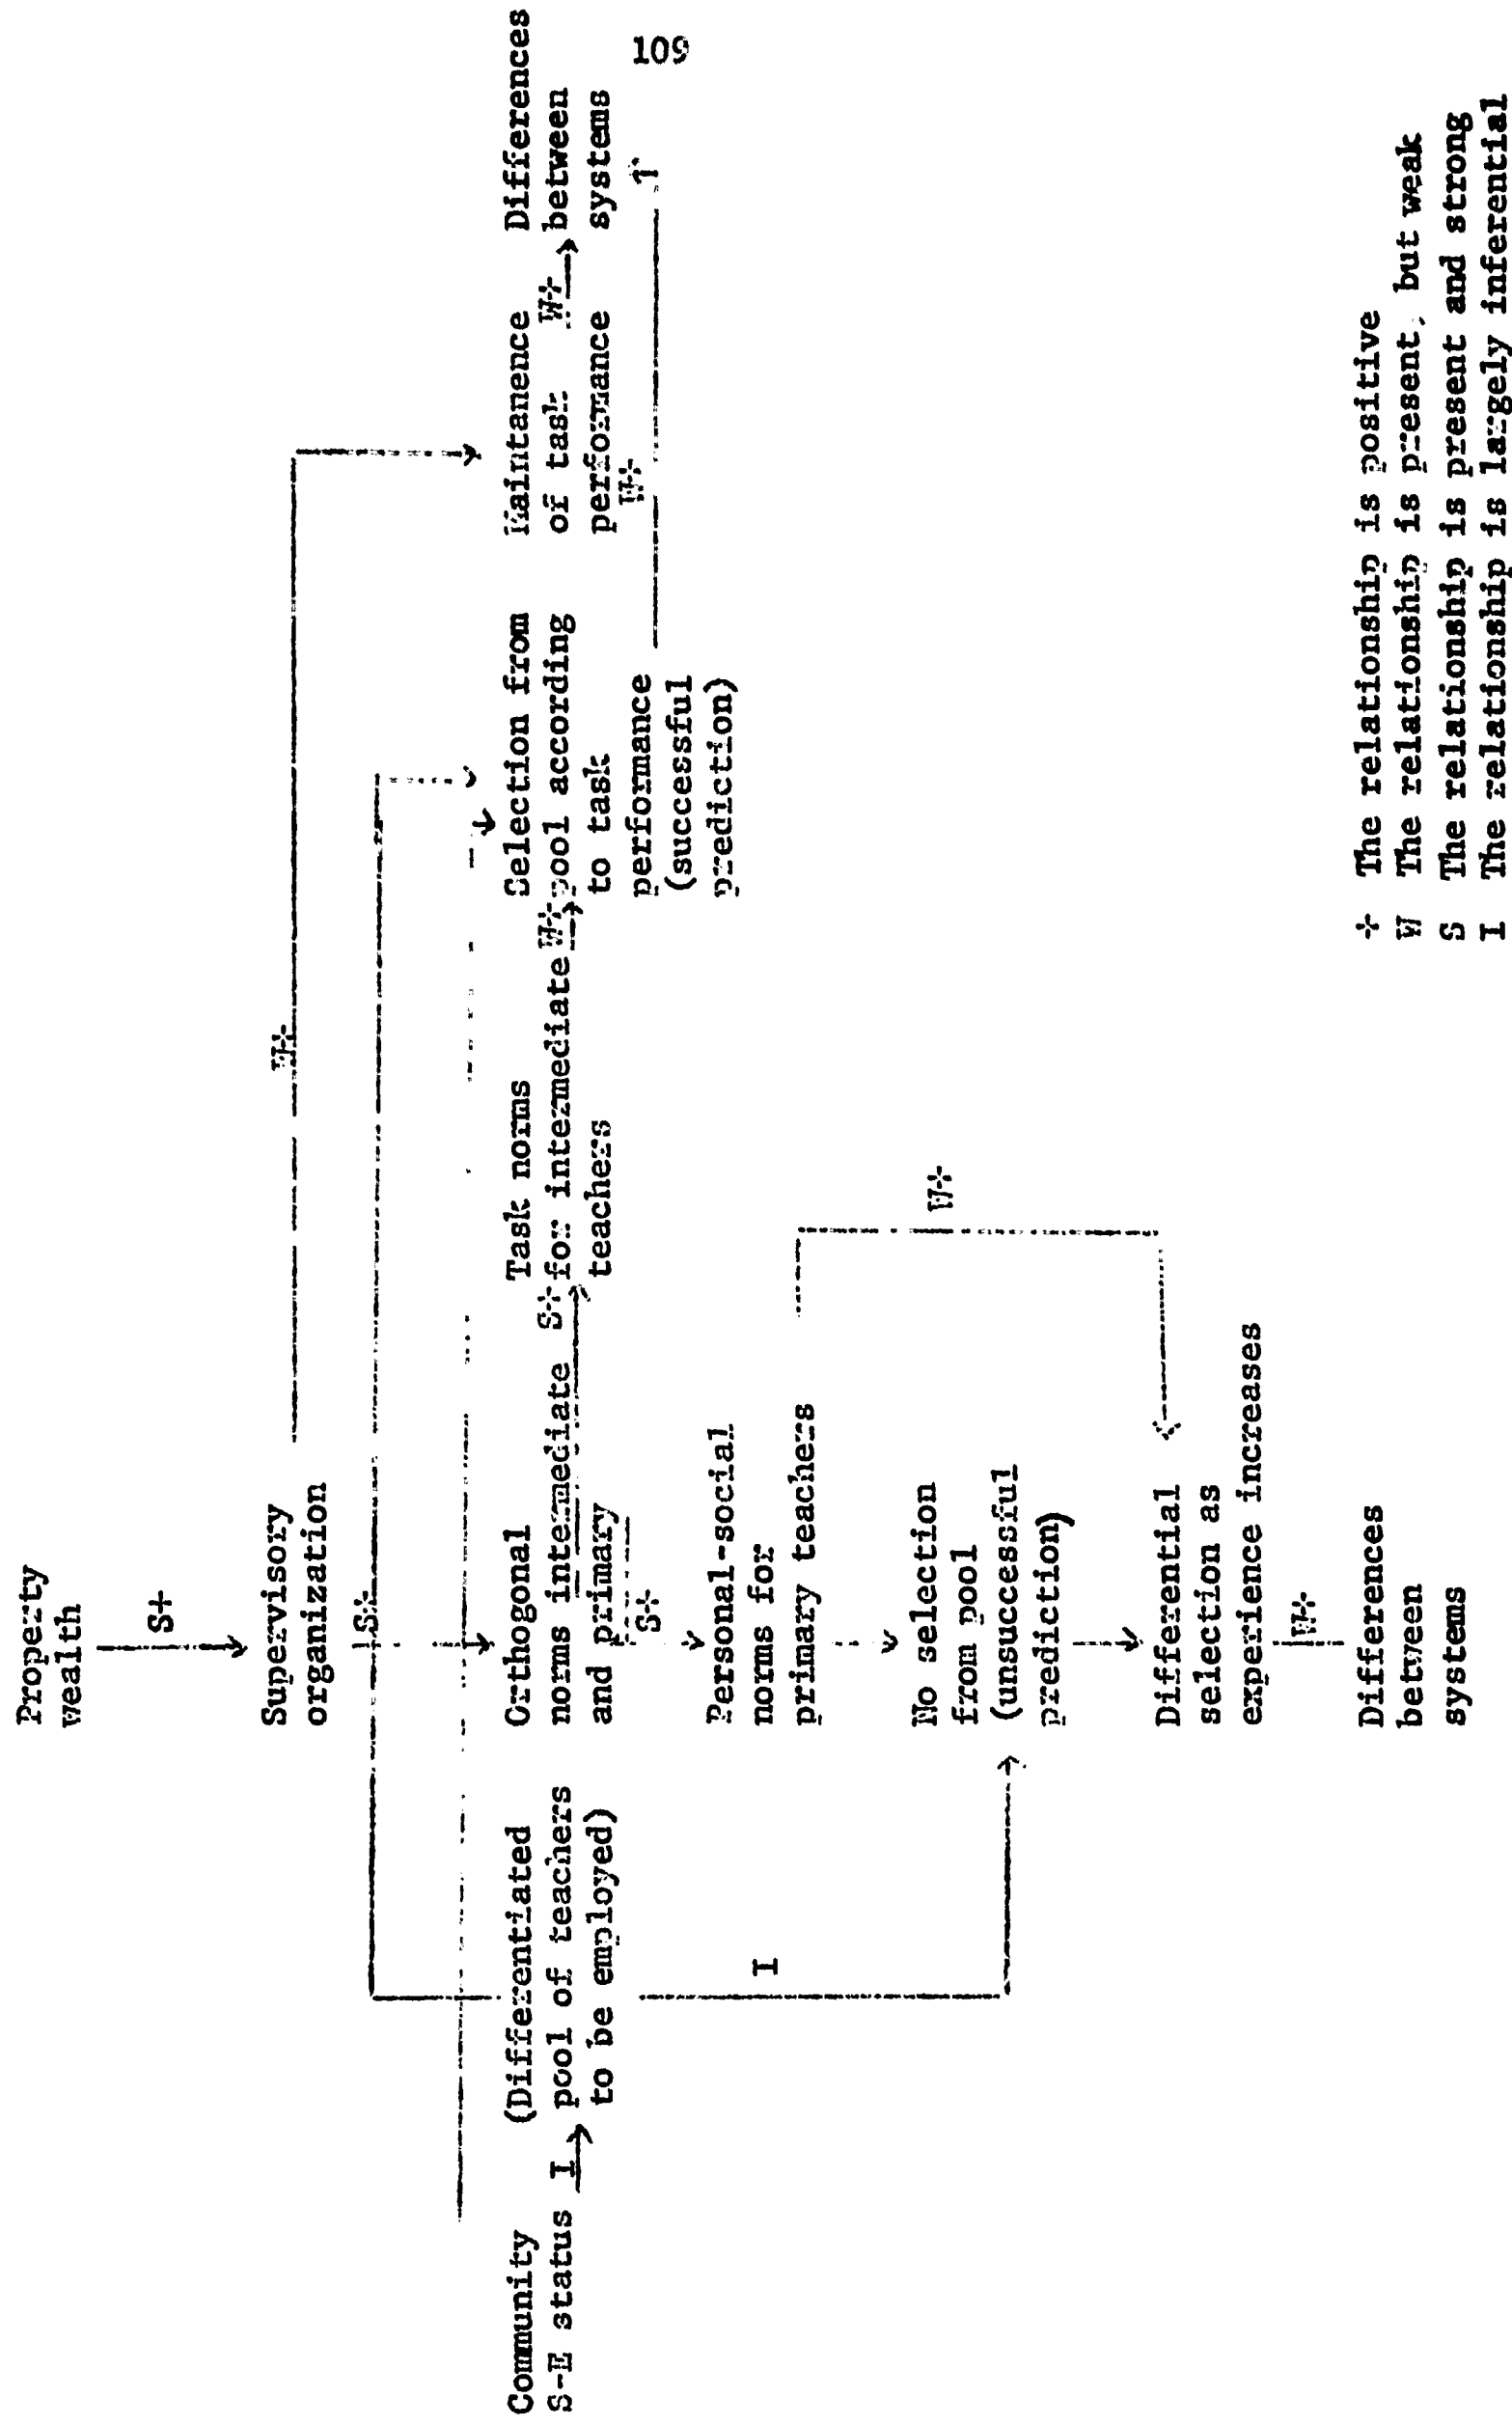 Property
wealth
S+
Supervisory
organization
W+
S+
Community
S-E status
I
(Differentiated
pool of teachers
to be employed)
Orthogonal
norms intermediate
and primary
S+
Task norms
for intermediate
teachers
W+
Selection from
pool according
to task
performance
(successful
prediction)
Maintanence
of task
performance
W+
Differences
between
systems
W+
109
S+
Personal-social
norms for
primary teachers
I
No selection
from pool
(unsuccessful
prediction)
W+
Differential
selection as
experience increases
W+
Differences
between
systems
+ The relationship is positive
W The relationship is present, but weak
S The relationship is present and strong
I The relationship is largely inferential